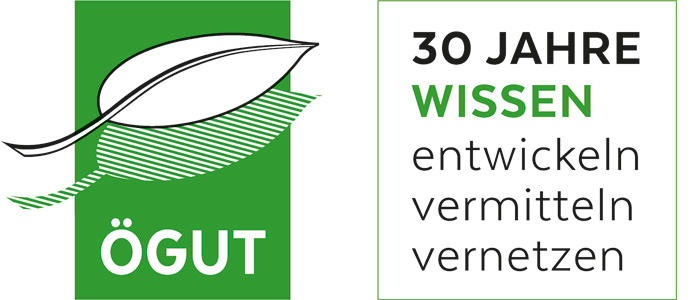 ÖGUT
30 JAHRE
WISSEN
entwickeln
vermitteln
vernetzen